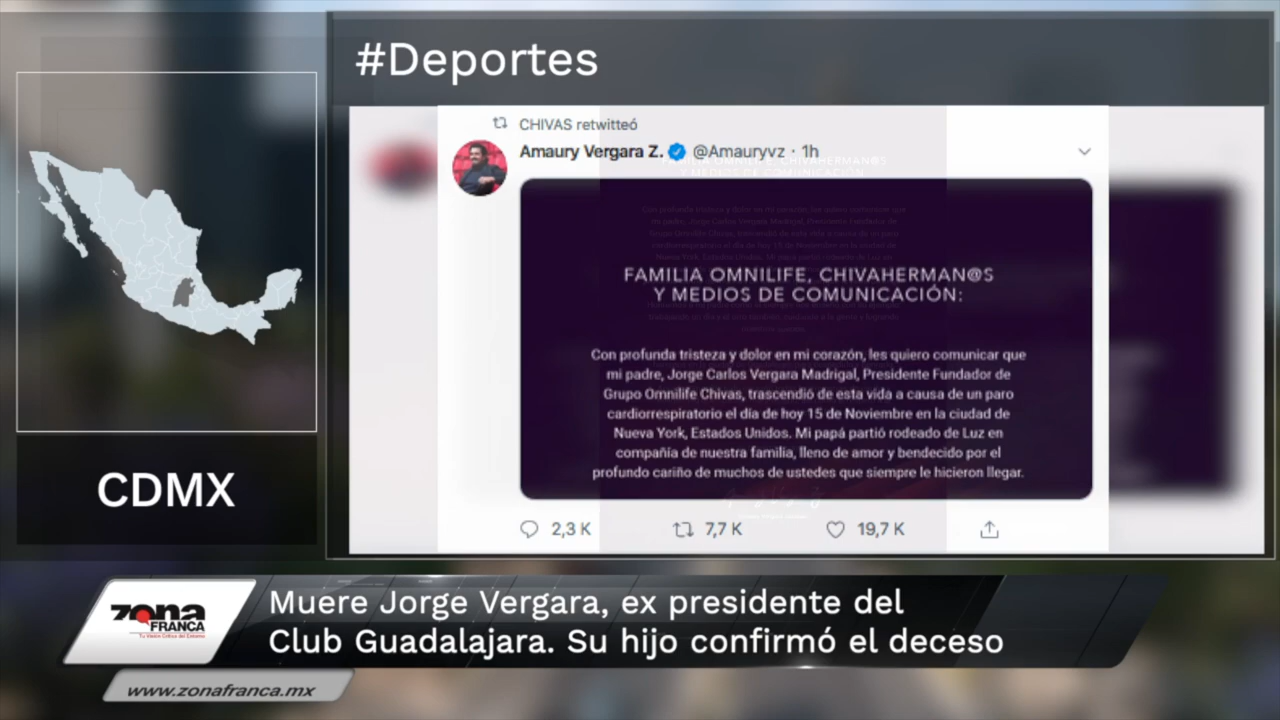 #Deportes
CHIVAS retwitteó
Amaury Vergara Z. @Amauryvz · 1h
FAMILIA OMNILIFE, CHIVAHERMAN@S
Y MEDIOS DE COMUNICACIÓN:
Con profunda tristeza y dolor en mi corazón, les quiero comunicar que
mi padre, Jorge Carlos Vergara Madrigal, Presidente Fundador de
Grupo Omnilife Chivas, trascendió de esta vida a causa de un paro
cardiorrespiratorio el día de hoy 15 de Noviembre en la ciudad de
Nueva York, Estados Unidos. Mi papá partió rodeado de Luz en
compañía de nuestra familia, lleno de amor y bendecido por el
profundo cariño de muchos de ustedes que siempre le hicieron llegar.
2,3 K 7,7 K 19,7 K
CDMX
zona
FRANCA
Tu Visión Crítica del Entorno
Muere Jorge Vergara, ex presidente del
Club Guadalajara. Su hijo confirmó el deceso
www.zonafranca.mx